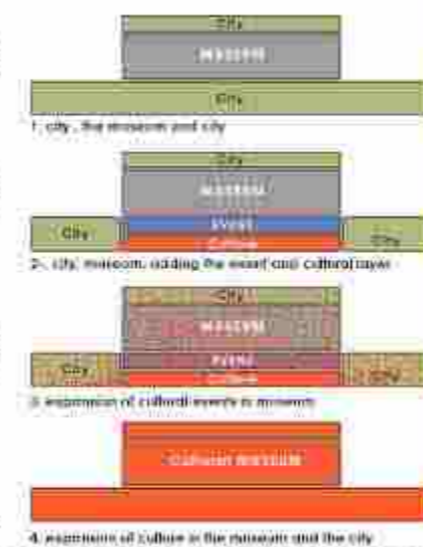 City
MUSEUM
City
1. city , the museum and city
City
MUSEUM
City EVENT City
Culture
2-. city, museum, adding the event and cultural layer
City
MUSEUM
City EVENT City
Culture
3. expansion of cultural events in museum
Cultural MUSEUM
4. expansions of culture in the museum and the city